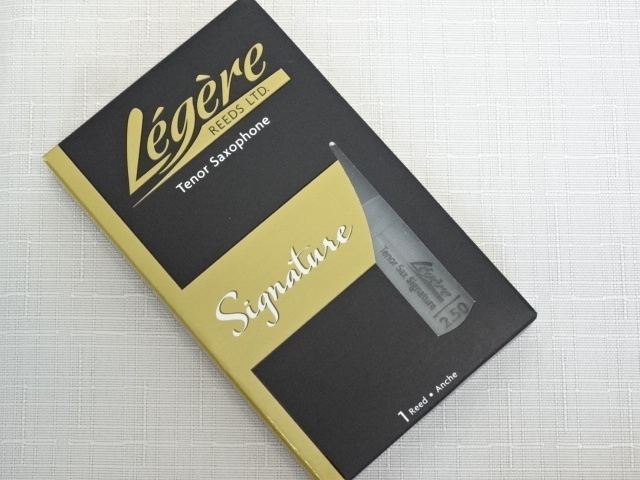 Légère
REEDS LTD.
Tenor Saxophone
Signature
Légère
Tenor Sax Signature
2.50
1 Reed • Anche